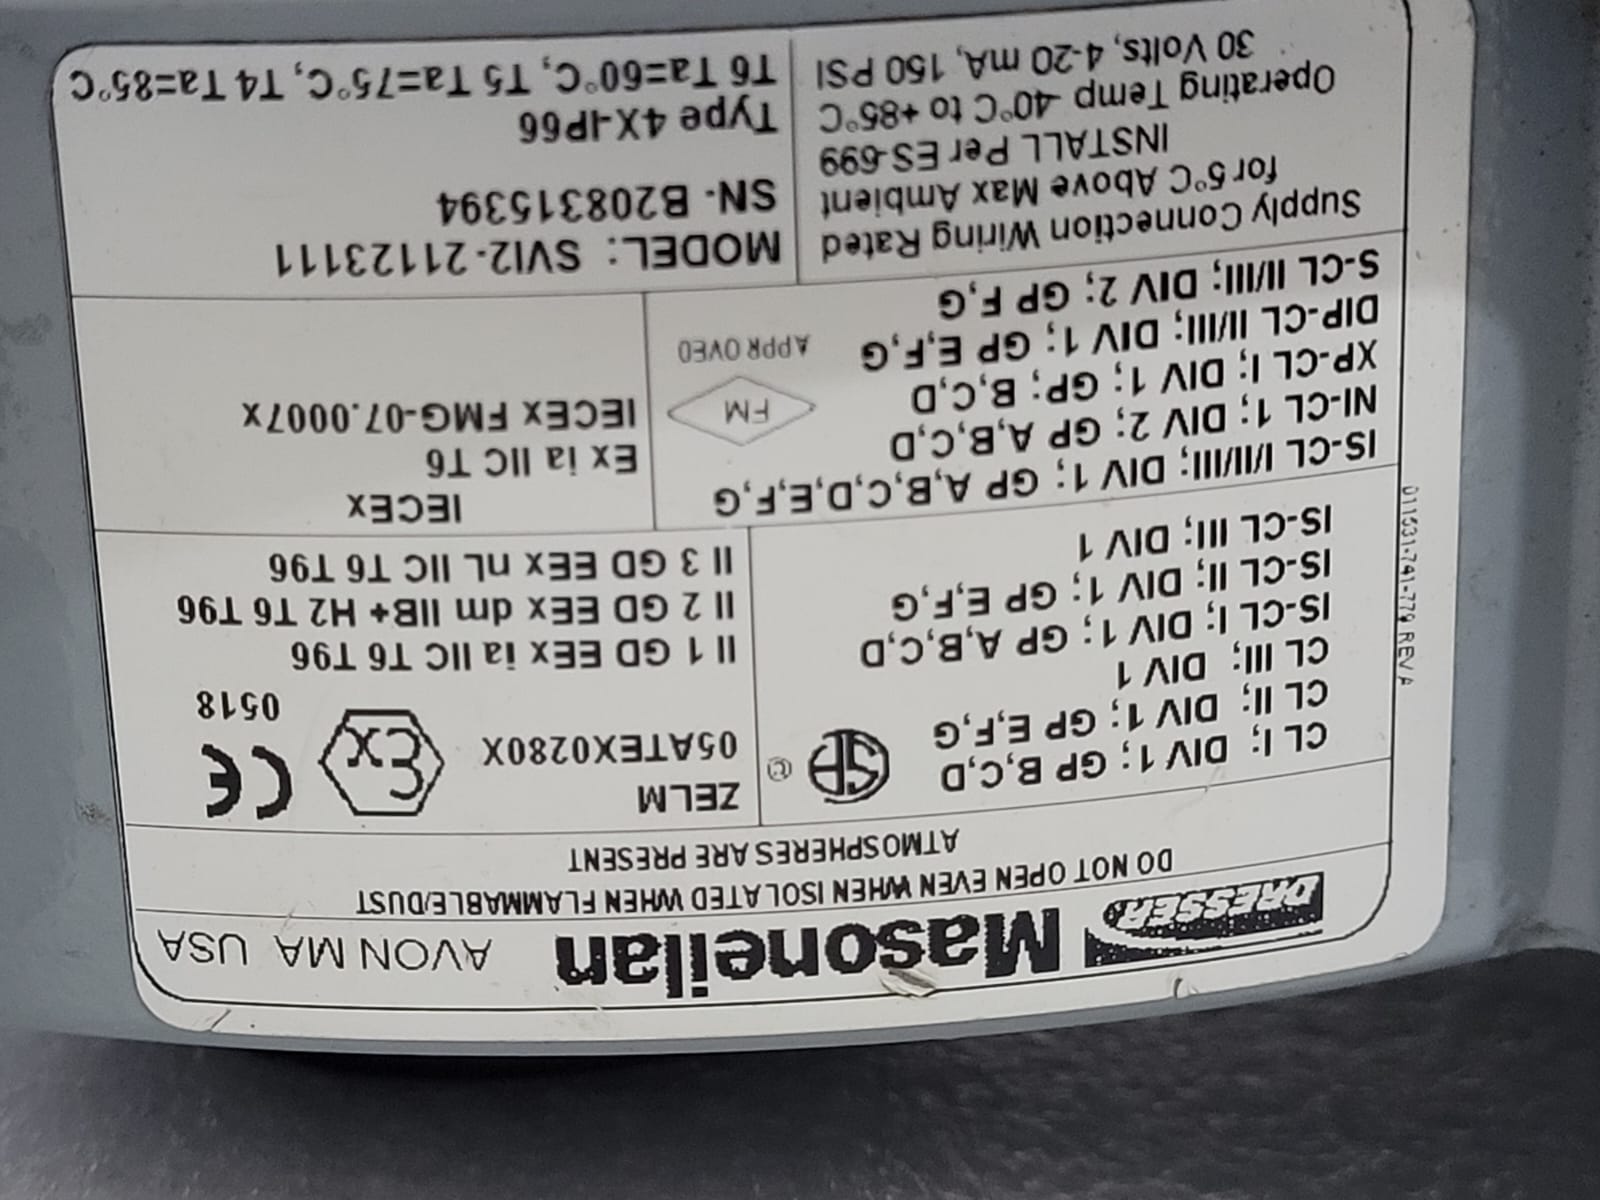 DRESSER Masoneilan AVON MA USA
DO NOT OPEN EVEN WHEN ISOLATED WHEN FLAMMABLE/DUST
ATMOSPHERES ARE PRESENT
CL I; DIV 1; GP B,C,D
CL II; DIV 1; GP E,F,G
CL III; DIV 1
IS-CL I; DIV 1; GP A,B,C,D
IS-CL II; DIV 1; GP E,F,G
IS-CL III; DIV 1
SA ©
ZELM
05ATEX0280X
Ex CE
0518
II 1 GD EEx ia IIC T6 T96
II 2 GD EEx dm IIB+ H2 T6 T96
II 3 GD EEx nL IIC T6 T96
IS-CL I/II/III; DIV 1; GP A,B,C,D,E,F,G
NI-CL 1; DIV 2; GP A,B,C,D
XP-CL I; DIV 1; GP; B,C,D
DIP-CL II/III; DIV 1; GP E,F,G
S-CL II/III; DIV 2; GP F,G
FM
APPROVED
IECEx
Ex ia IIC T6
IECEx FMG-07.0007x
Supply Connection Wiring Rated
for 5°C Above Max Ambient
INSTALL Per ES-699
Operating Temp -40°C to +85°C
30 Volts, 4-20 mA, 150 PSI
MODEL: SVI2-21123111
SN- B208315394
Type 4X-IP66
T6 Ta=60°C, T5 Ta=75°C, T4 Ta=85°C
REV A